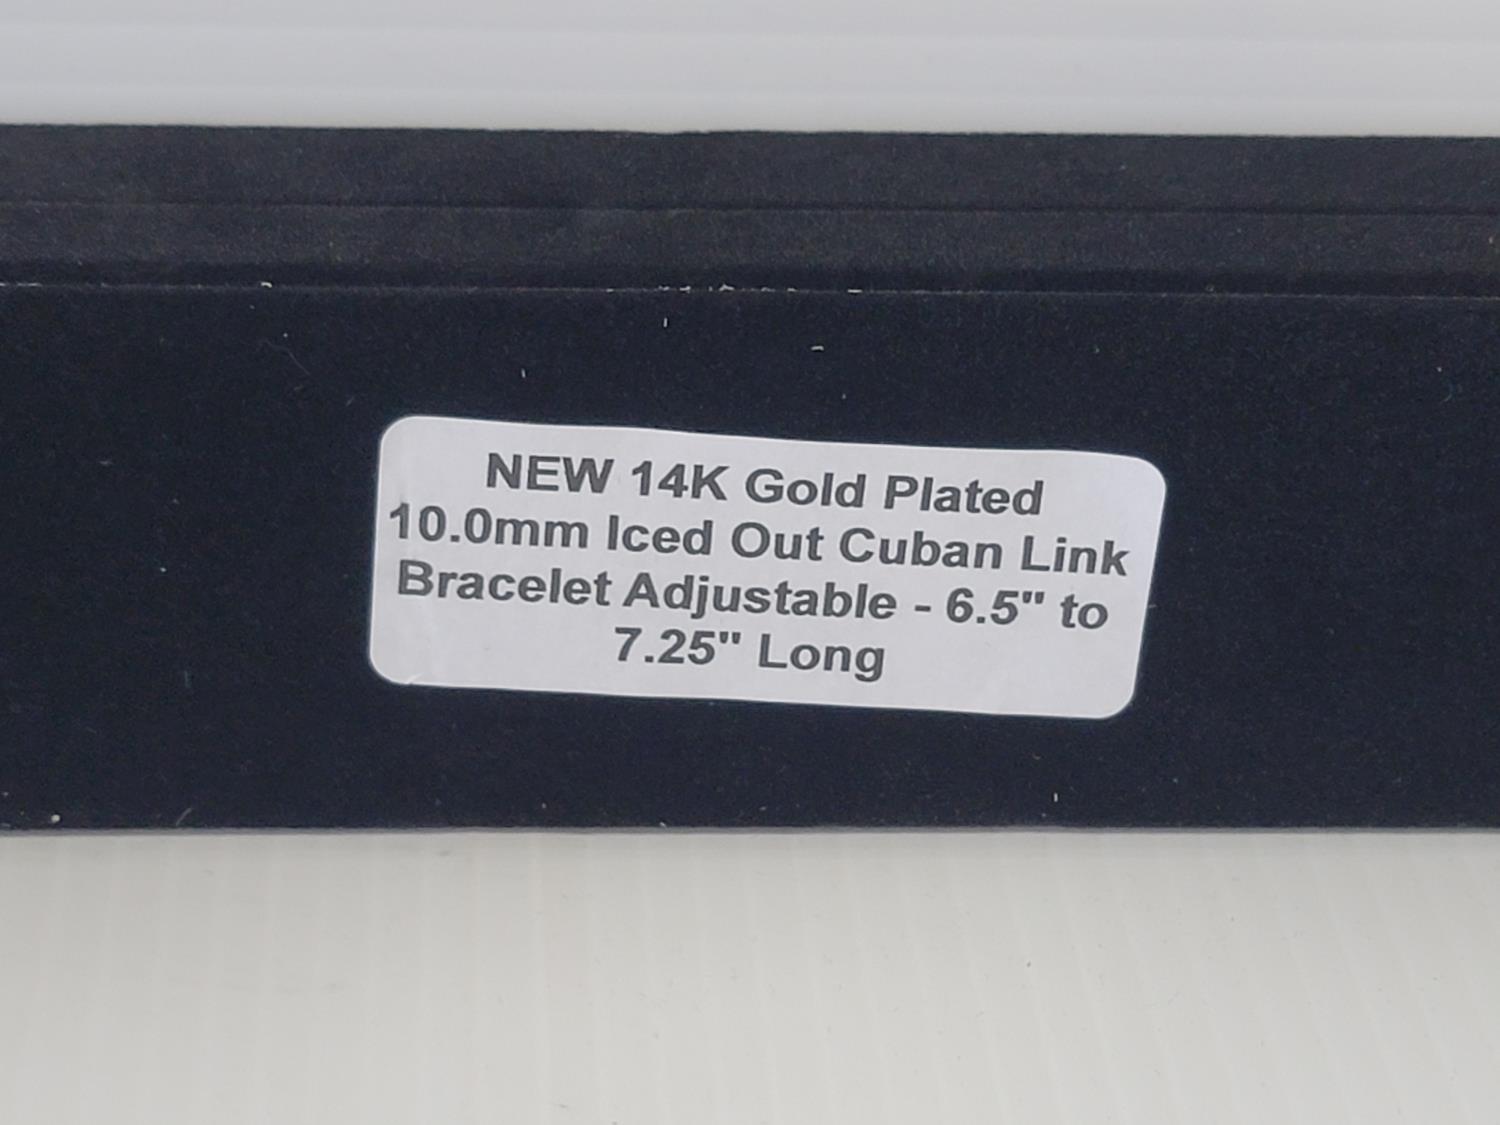 NEW 14K Gold Plated
10.0mm Iced Out Cuban Link
Bracelet Adjustable - 6.5" to
7.25" Long